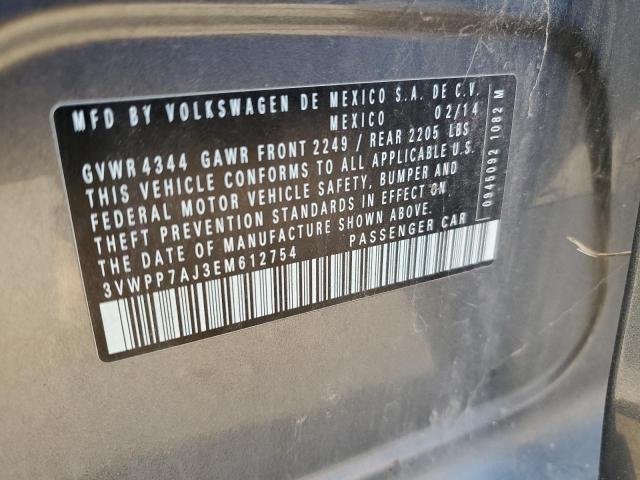 MFD BY VOLKSWAGEN DE MEXICO S.A. DE C.V.
MEXICO 02/14
GVWR 4344 GAWR FRONT 2249 / REAR 2205 LBS
THIS VEHICLE CONFORMS TO ALL APPLICABLE U.S.
FEDERAL MOTOR VEHICLE SAFETY, BUMPER AND
THEFT PREVENTION STANDARDS IN EFFECT ON
THE DATE OF MANUFACTURE SHOWN ABOVE.
3VWPP7AJ3EM612754 PASSENGER CAR
0945092 1082 M